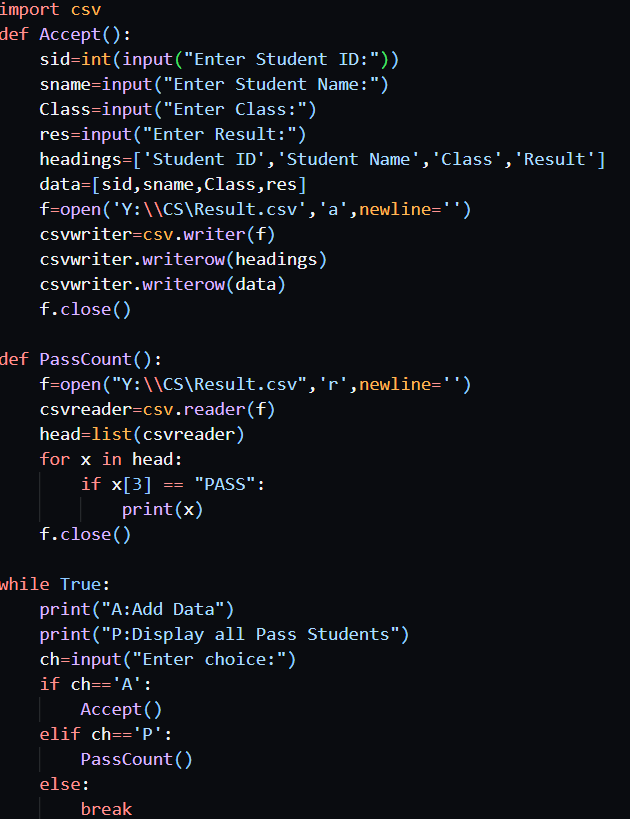 import csv
def Accept():
    sid=int(input("Enter Student ID:"))
    sname=input("Enter Student Name:")
    Class=input("Enter Class:")
    res=input("Enter Result:")
    headings=['Student ID','Student Name','Class','Result']
    data=[sid,sname,Class,res]
    f=open('Y:\\CS\Result.csv','a',newline='')
    csvwriter=csv.writer(f)
    csvwriter.writerow(headings)
    csvwriter.writerow(data)
    f.close()

def PassCount():
    f=open("Y:\\CS\Result.csv",'r',newline='')
    csvreader=csv.reader(f)
    head=list(csvreader)
    for x in head:
        if x[3] == "PASS":
            print(x)
    f.close()

while True:
    print("A:Add Data")
    print("P:Display all Pass Students")
    ch=input("Enter choice:")
    if ch=='A':
        Accept()
    elif ch=='P':
        PassCount()
    else:
        break